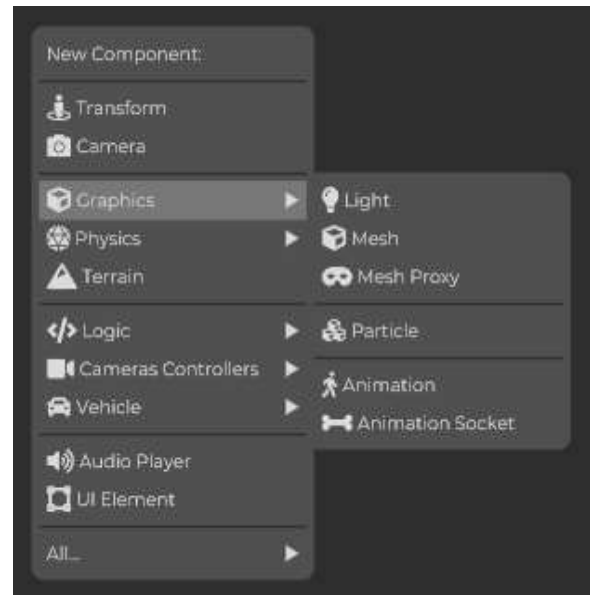 New Component:
Transform
Camera
Graphics
Physics
Terrain
Logic
Cameras Controllers
Vehicle
Audio Player
UI Element
All...
Light
Mesh
Mesh Proxy
Particle
Animation
Animation Socket